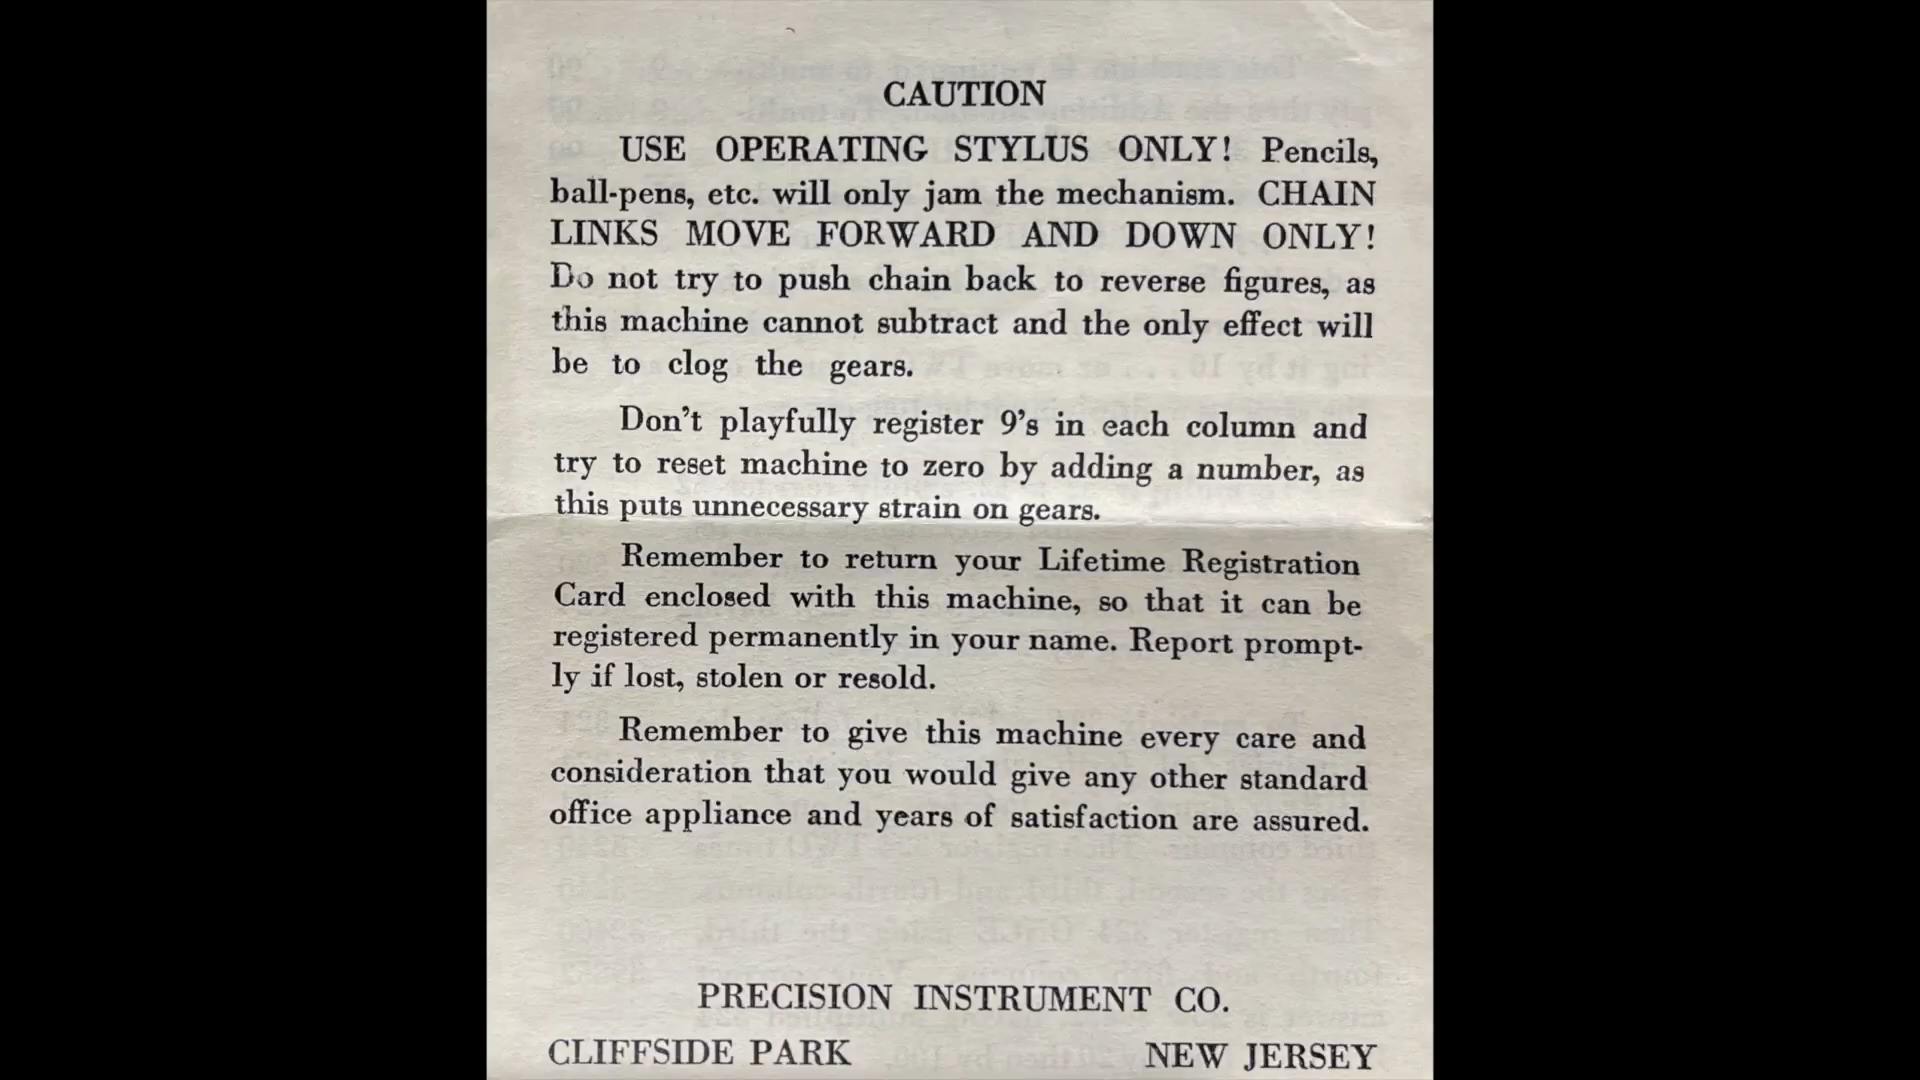 CAUTION
USE OPERATING STYLUS ONLY! Pencils,
ball-pens, etc. will only jam the mechanism. CHAIN
LINKS MOVE FORWARD AND DOWN ONLY!
Do not try to push chain back to reverse figures, as
this machine cannot subtract and the only effect will
be to clog the gears.
Don't playfully register 9's in each column and
try to reset machine to zero by adding a number, as
this puts unnecessary strain on gears.
Remember to return your Lifetime Registration
Card enclosed with this machine, so that it can be
registered permanently in your name. Report prompt-
ly if lost, stolen or resold.
Remember to give this machine every care and
consideration that you would give any other standard
office appliance and years of satisfaction are assured.
PRECISION INSTRUMENT CO.
CLIFFSIDE PARK NEW JERSEY